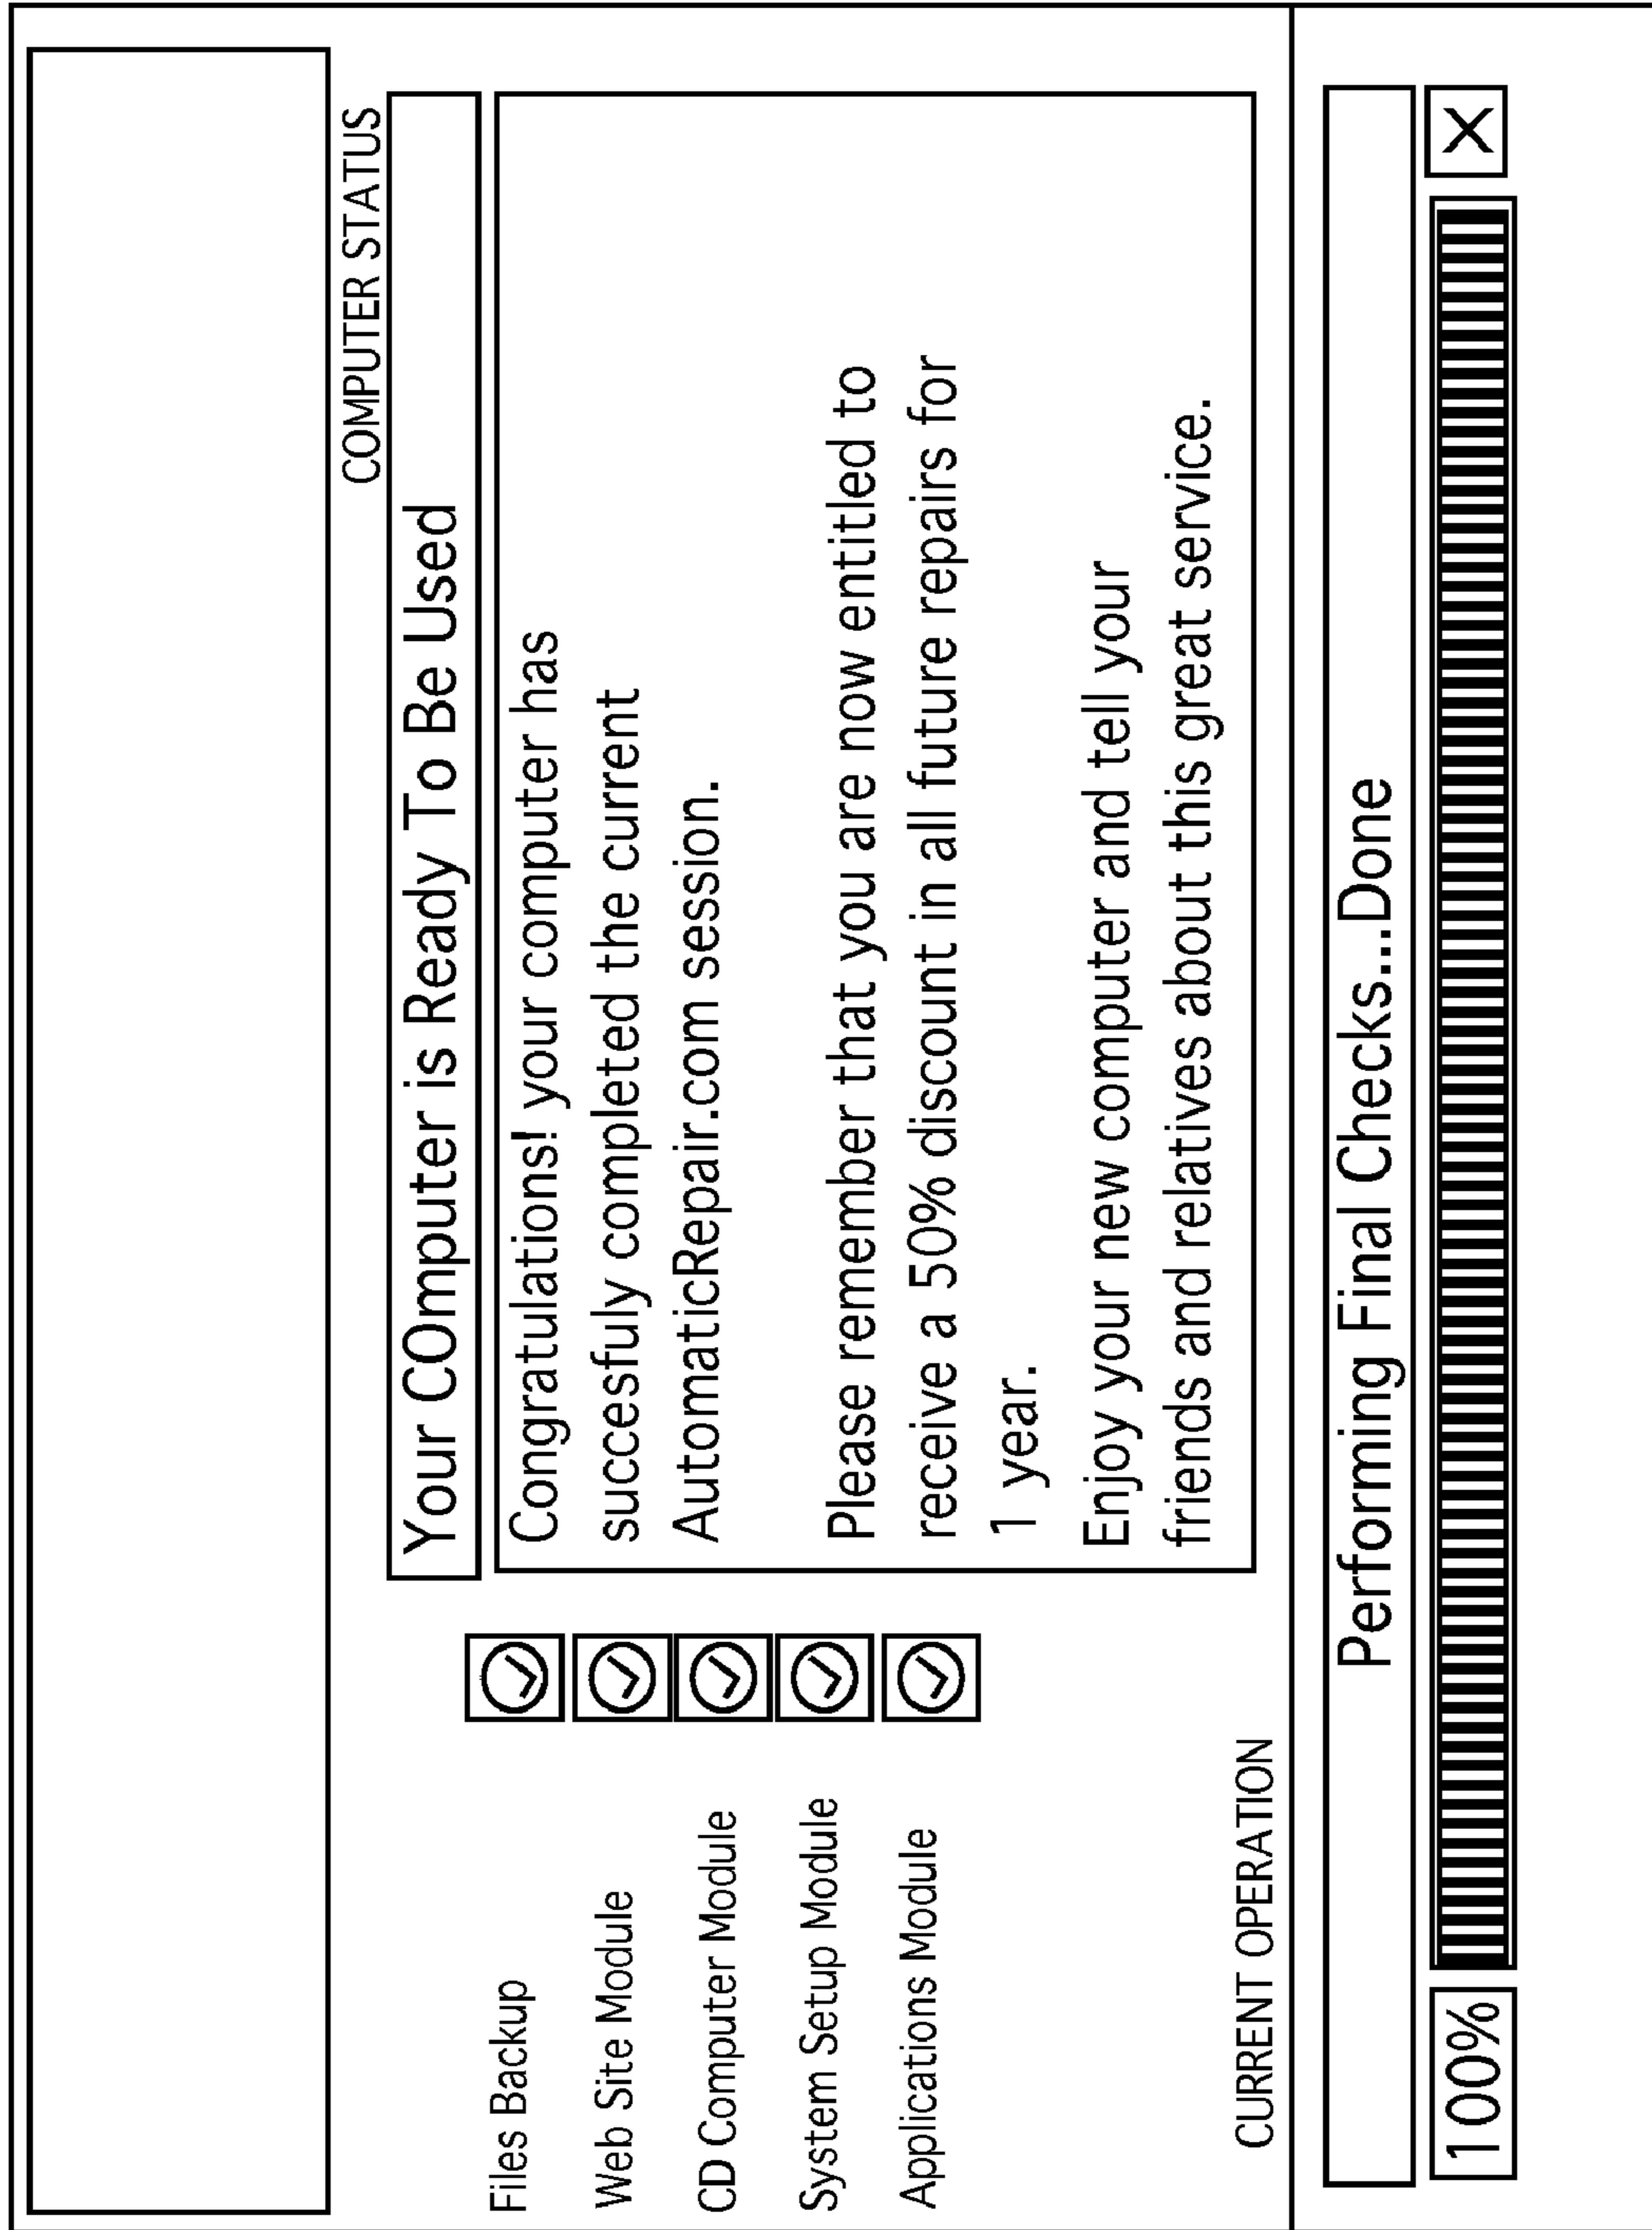 COMPUTER STATUS
Your COmputer is Ready To Be Used
Files Backup
Web Site Module
CD Computer Module
System Setup Module
Applications Module
Congratulations! your computer has
successfuly completed the current
AutomaticRepair.com session.
Please remember that you are now entitled to
receive a 50% discount in all future repairs for
1 year.
Enjoy your new computer and tell your
friends and relatives about this great service.
CURRENT OPERATION
Performing Final Checks...Done
100%
X